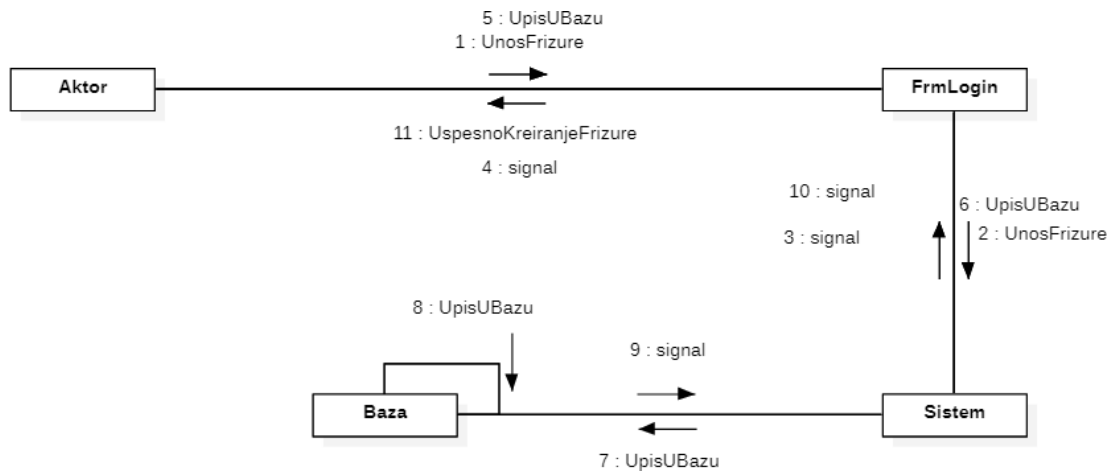 5 : UpisUBazu
1 : UnosFrizure
Aktor
FrmLogin
11 : UspesnoKreiranjeFrizure
4 : signal
10 : signal
6 : UpisUBazu
3 : signal
2 : UnosFrizure
8 : UpisUBazu
9 : signal
Baza
Sistem
7 : UpisUBazu